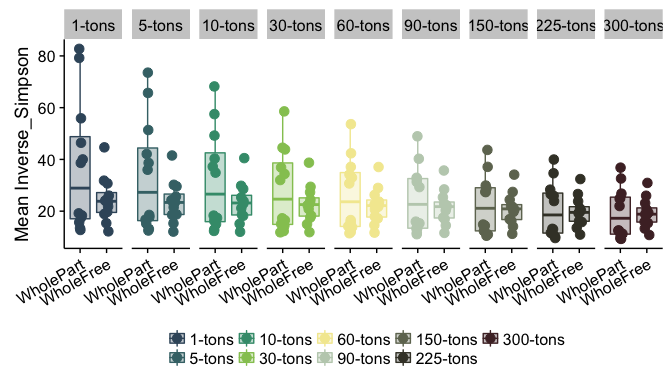 1-tons 5-tons 10-tons 30-tons 60-tons 90-tons 150-tons 225-tons 300-tons
Mean Inverse_Simpson
80
60
40
20
WholePart WholeFree WholePart WholeFree WholePart WholeFree WholePart WholeFree WholePart WholeFree WholePart WholeFree WholePart WholeFree WholePart WholeFree WholePart WholeFree
1-tons 10-tons 60-tons 150-tons 300-tons
5-tons 30-tons 90-tons 225-tons